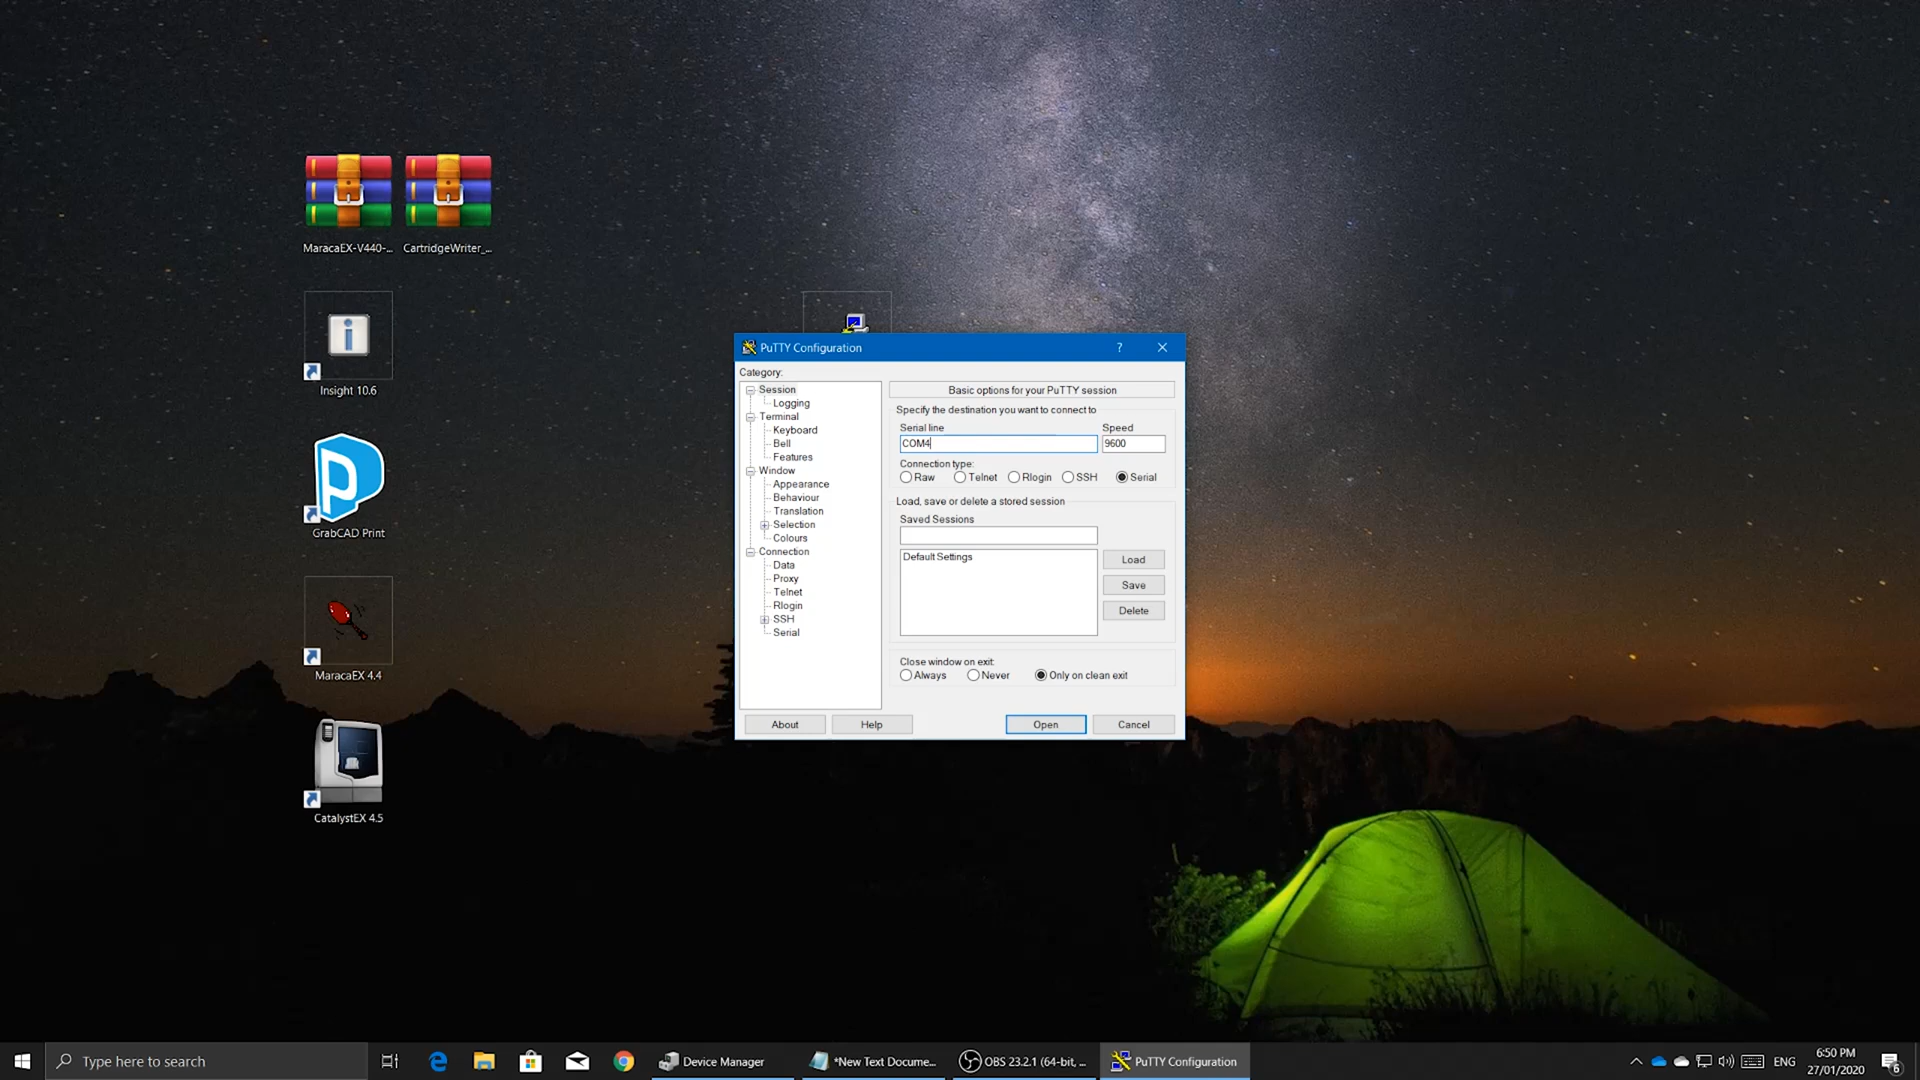 MaracaEX-V440-...
CartridgeWriter_...
Insight 10.6
GrabCAD Print
MaracaEX 4.4
CatalystEX 4.5
PuTTY Configuration
?
Category:
Session
Logging
Terminal
Keyboard
Bell
Features
Window
Appearance
Behaviour
Translation
Selection
Colours
Connection
Data
Proxy
Telnet
Rlogin
SSH
Serial
Basic options for your PuTTY session
Specify the destination you want to connect to
Serial line
Speed
COM4
9600
Connection type:
Raw
Telnet
Rlogin
SSH
Serial
Load, save or delete a stored session
Saved Sessions
Default Settings
Load
Save
Delete
Close window on exit:
Always
Never
Only on clean exit
About
Help
Open
Cancel
Type here to search
Device Manager
*New Text Docume...
OBS 23.2.1 (64-bit, ...
PuTTY Configuration
ENG
6:50 PM
27/01/2020
6